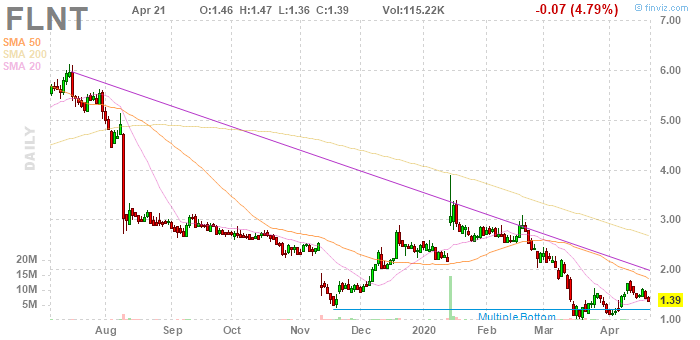 FLNT
Apr 21 O:1.46 H:1.47 L:1.36 C:1.39 Vol:115.22K -0.07 (4.79%)
© finviz.com
SMA 50
SMA 200
SMA 20
DAILY
7.00
6.00
5.00
4.00
3.00
2.00
1.39
1.00
20M
15M
10M
5M
Multiple Bottom
Aug Sep Oct Nov Dec 2020 Feb Mar Apr